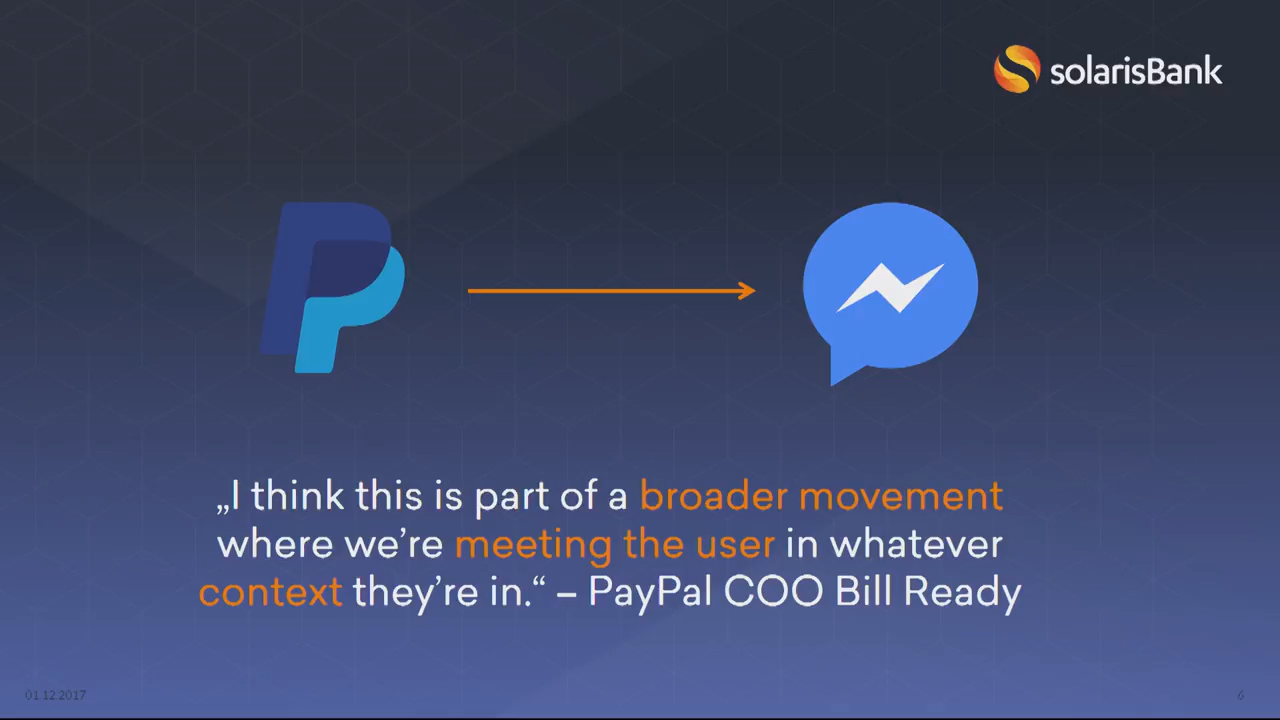 solarisBank
„I think this is part of a broader movement
where we’re meeting the user in whatever
context they’re in.“ – PayPal COO Bill Ready
01.12.2017
6